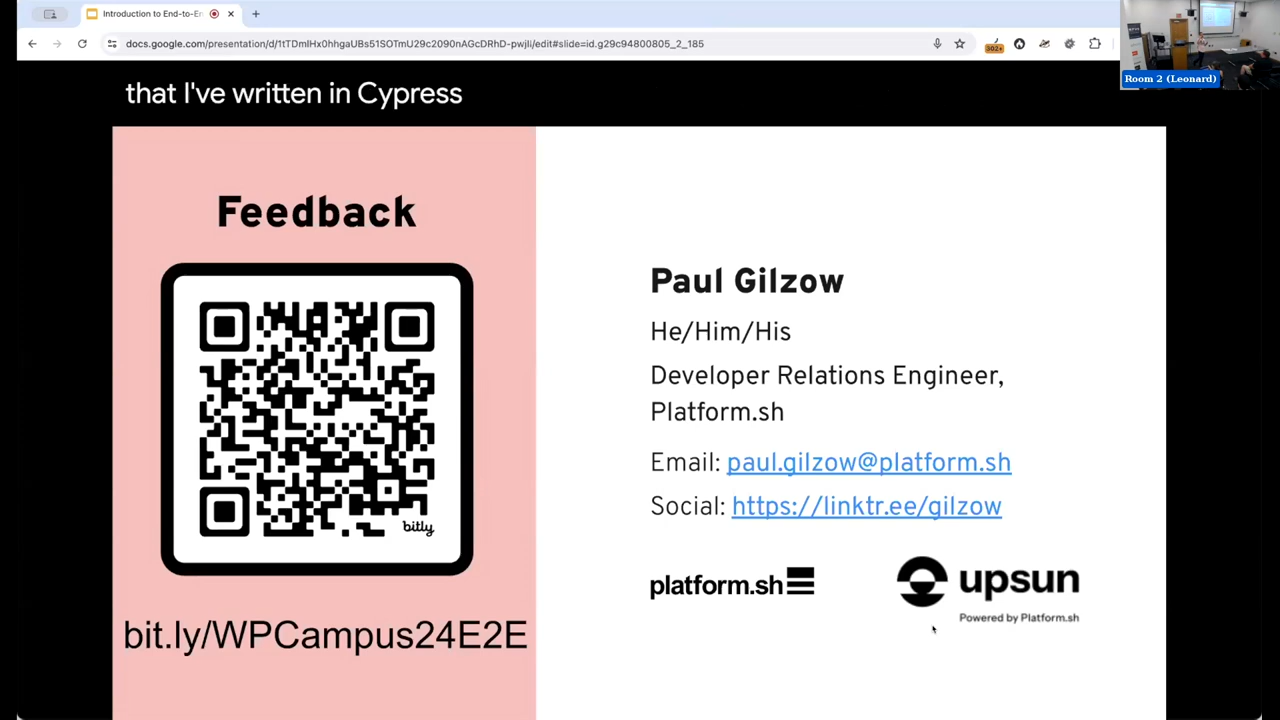 Introduction to End-to-En
docs.google.com/presentation/d/1tTDmIHx0hhgaUBs51SOTmU29c2090nAGcDRhD-pwjlI/edit#slide=id.g29c94800805_2_185
302+
Room 2 (Leonard)
that I've written in Cypress
Feedback
bitly
bit.ly/WPCampus24E2E
Paul Gilzow
He/Him/His
Developer Relations Engineer,
Platform.sh
Email: paul.gilzow@platform.sh
Social: https://linktr.ee/gilzow
platform.sh
upsun
Powered by Platform.sh